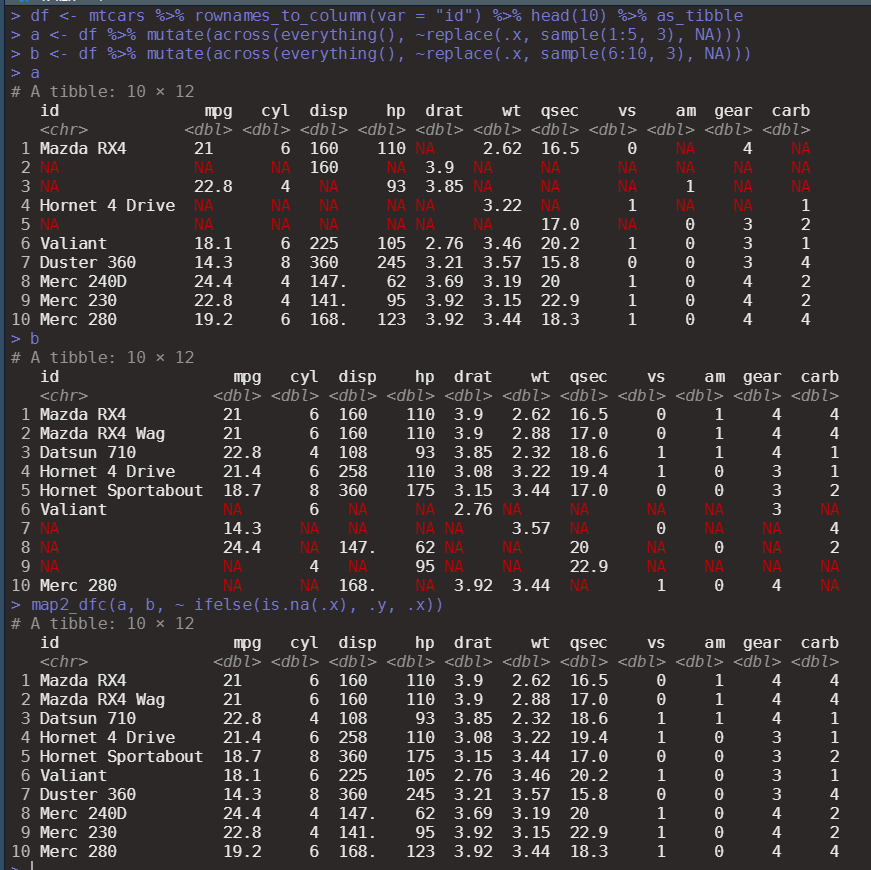 > df <- mtcars %>% rownames_to_column(var = "id") %>% head(10) %>% as_tibble
> a <- df %>% mutate(across(everything(), ~replace(.x, sample(1:5, 3), NA)))
> b <- df %>% mutate(across(everything(), ~replace(.x, sample(6:10, 3), NA)))
> a
# A tibble: 10 × 12
   id                mpg   cyl  disp    hp  drat    wt  qsec    vs    am  gear  carb
   <chr>           <dbl> <dbl> <dbl> <dbl> <dbl> <dbl> <dbl> <dbl> <dbl> <dbl> <dbl>
 1 Mazda RX4        21       6  160    110 NA     2.62  16.5     0    NA     4    NA
 2 NA               NA      NA  160     NA  3.9  NA     NA      NA    NA    NA    NA
 3 NA               22.8     4   NA     93  3.85 NA     NA      NA     1    NA    NA
 4 Hornet 4 Drive   NA      NA   NA     NA NA     3.22  NA       1    NA    NA     1
 5 NA               NA      NA   NA     NA NA    NA     17.0    NA     0     3     2
 6 Valiant          18.1     6  225    105  2.76  3.46  20.2     1     0     3     1
 7 Duster 360       14.3     8  360    245  3.21  3.57  15.8     0     0     3     4
 8 Merc 240D        24.4     4  147.    62  3.69  3.19  20       1     0     4     2
 9 Merc 230         22.8     4  141.    95  3.92  3.15  22.9     1     0     4     2
10 Merc 280         19.2     6  168.   123  3.92  3.44  18.3     1     0     4     4
> b
# A tibble: 10 × 12
   id                  mpg   cyl  disp    hp  drat    wt  qsec    vs    am  gear  carb
   <chr>             <dbl> <dbl> <dbl> <dbl> <dbl> <dbl> <dbl> <dbl> <dbl> <dbl> <dbl>
 1 Mazda RX4          21       6  160    110  3.9   2.62  16.5     0     1     4     4
 2 Mazda RX4 Wag      21       6  160    110  3.9   2.88  17.0     0     1     4     4
 3 Datsun 710         22.8     4  108     93  3.85  2.32  18.6     1     1     4     1
 4 Hornet 4 Drive     21.4     6  258    110  3.08  3.22  19.4     1     0     3     1
 5 Hornet Sportabout  18.7     8  360    175  3.15  3.44  17.0     0     0     3     2
 6 Valiant            NA       6   NA     NA  2.76 NA     NA      NA    NA     3    NA
 7 NA                 14.3    NA   NA     NA NA     3.57  NA       0    NA    NA     4
 8 NA                 24.4    NA  147.    62 NA    NA     20      NA     0    NA     2
 9 NA                 NA       4   NA     95 NA    NA     22.9    NA    NA    NA    NA
10 Merc 280           NA      NA  168.    NA  3.92  3.44  NA       1     0     4    NA
> map2_dfc(a, b, ~ ifelse(is.na(.x), .y, .x))
# A tibble: 10 × 12
   id                  mpg   cyl  disp    hp  drat    wt  qsec    vs    am  gear  carb
   <chr>             <dbl> <dbl> <dbl> <dbl> <dbl> <dbl> <dbl> <dbl> <dbl> <dbl> <dbl>
 1 Mazda RX4          21       6  160    110  3.9   2.62  16.5     0     1     4     4
 2 Mazda RX4 Wag      21       6  160    110  3.9   2.88  17.0     0     1     4     4
 3 Datsun 710         22.8     4  108     93  3.85  2.32  18.6     1     1     4     1
 4 Hornet 4 Drive     21.4     6  258    110  3.08  3.22  19.4     1     0     3     1
 5 Hornet Sportabout  18.7     8  360    175  3.15  3.44  17.0     0     0     3     2
 6 Valiant            18.1     6  225    105  2.76  3.46  20.2     1     0     3     1
 7 Duster 360         14.3     8  360    245  3.21  3.57  15.8     0     0     3     4
 8 Merc 240D          24.4     4  147.    62  3.69  3.19  20       1     0     4     2
 9 Merc 230           22.8     4  141.    95  3.92  3.15  22.9     1     0     4     2
10 Merc 280           19.2     6  168.   123  3.92  3.44  18.3     1     0     4     4